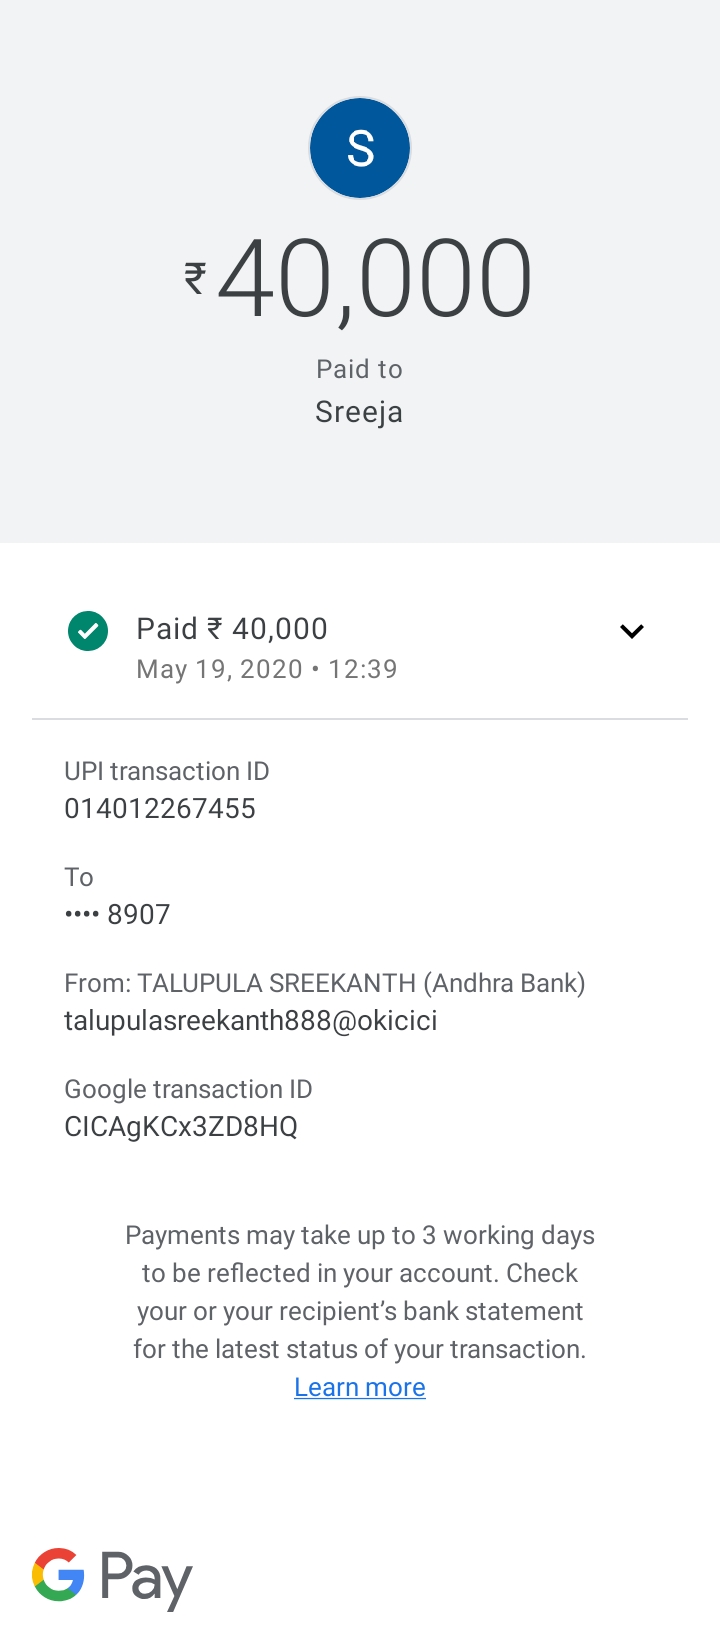 S
₹40,000
Paid to
Sreeja
Paid ₹ 40,000
May 19, 2020 • 12:39
UPI transaction ID
014012267455
To
•••• 8907
From: TALUPULA SREEKANTH (Andhra Bank)
talupulasreekanth888@okicici
Google transaction ID
CICAgKCx3ZD8HQ
Payments may take up to 3 working days
to be reflected in your account. Check
your or your recipient’s bank statement
for the latest status of your transaction.
Learn more
G Pay